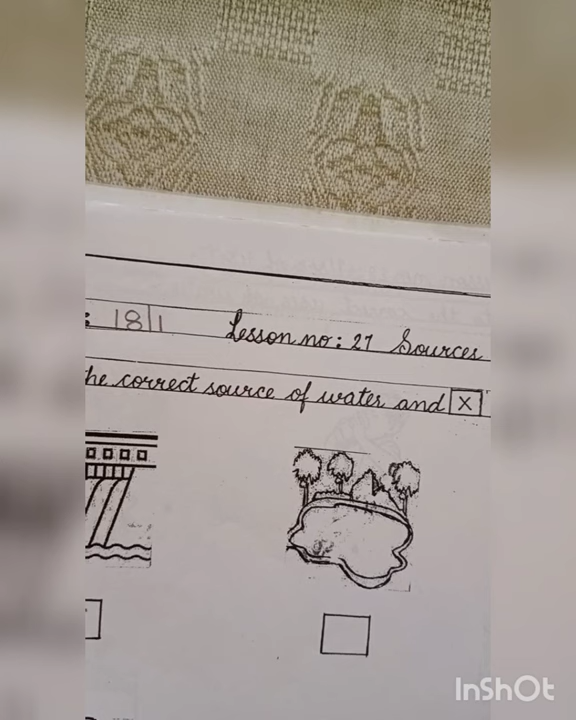 : 18/1 Lesson no: 27 Sources
he correct source of water and X
InShOt